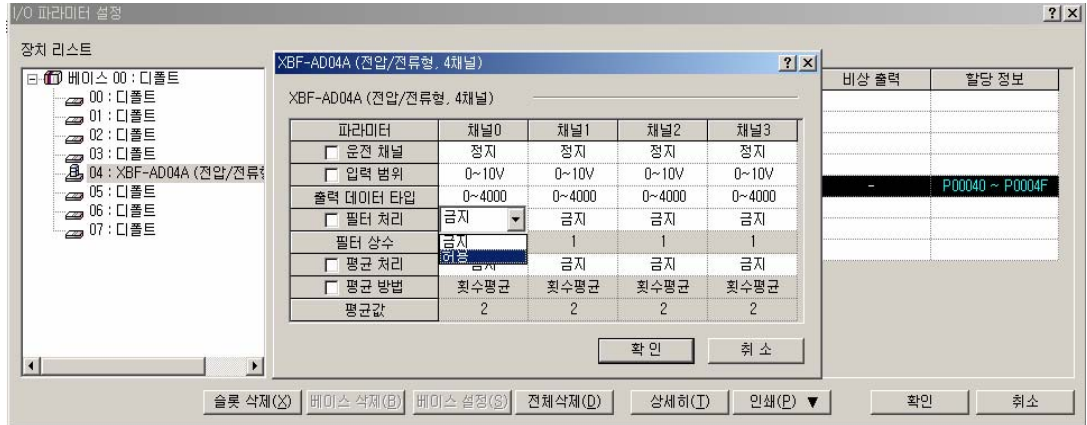 I/O 파라미터 설정
장치 리스트
베이스 00 : 디폴트
00 : 디폴트
01 : 디폴트
02 : 디폴트
03 : 디폴트
04 : XBF-AD04A (전압/전류형
05 : 디폴트
06 : 디폴트
07 : 디폴트
XBF-AD04A (전압/전류형, 4채널)
XBF-AD04A (전압/전류형, 4채널)
파라미터 채널0 채널1 채널2 채널3
운전 채널 정지 정지 정지 정지
입력 범위 0~10V 0~10V 0~10V 0~10V
출력 데이터 타입 0~4000 0~4000 0~4000 0~4000
필터 처리 금지 금지 금지 금지
필터 상수 금지 1 1 1
허용
평균 처리 금지 금지 금지 금지
평균 방법 횟수평균 횟수평균 횟수평균 횟수평균
평균값 2 2 2 2
확인 취소
비상 출력 할당 정보
- P00040 ~ P0004F
슬롯 삭제(X) 베이스 삭제(B) 베이스 설정(S) 전체삭제(D) 상세히(T) 인쇄(P) ▼ 확인 취소